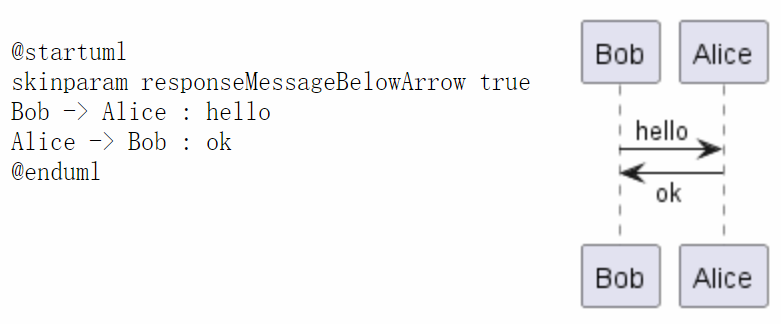 @startuml
skinparam responseMessageBelowArrow true
Bob -> Alice : hello
Alice -> Bob : ok
@enduml
Bob Alice
hello
ok
Bob Alice